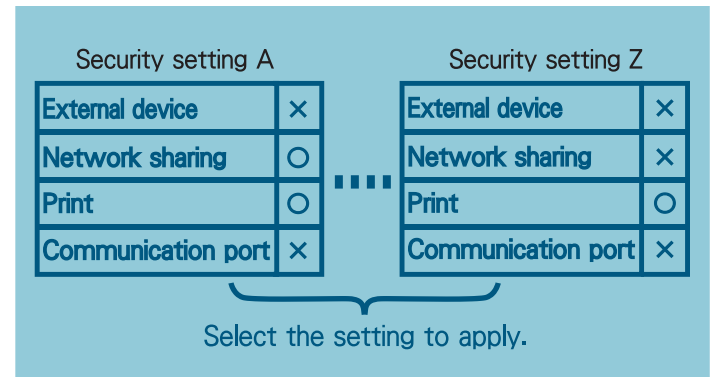 Security setting A
External device ×
Network sharing ○
Print ○
Communication port ×
Security setting Z
External device ×
Network sharing ×
Print ○
Communication port ×
Select the setting to apply.